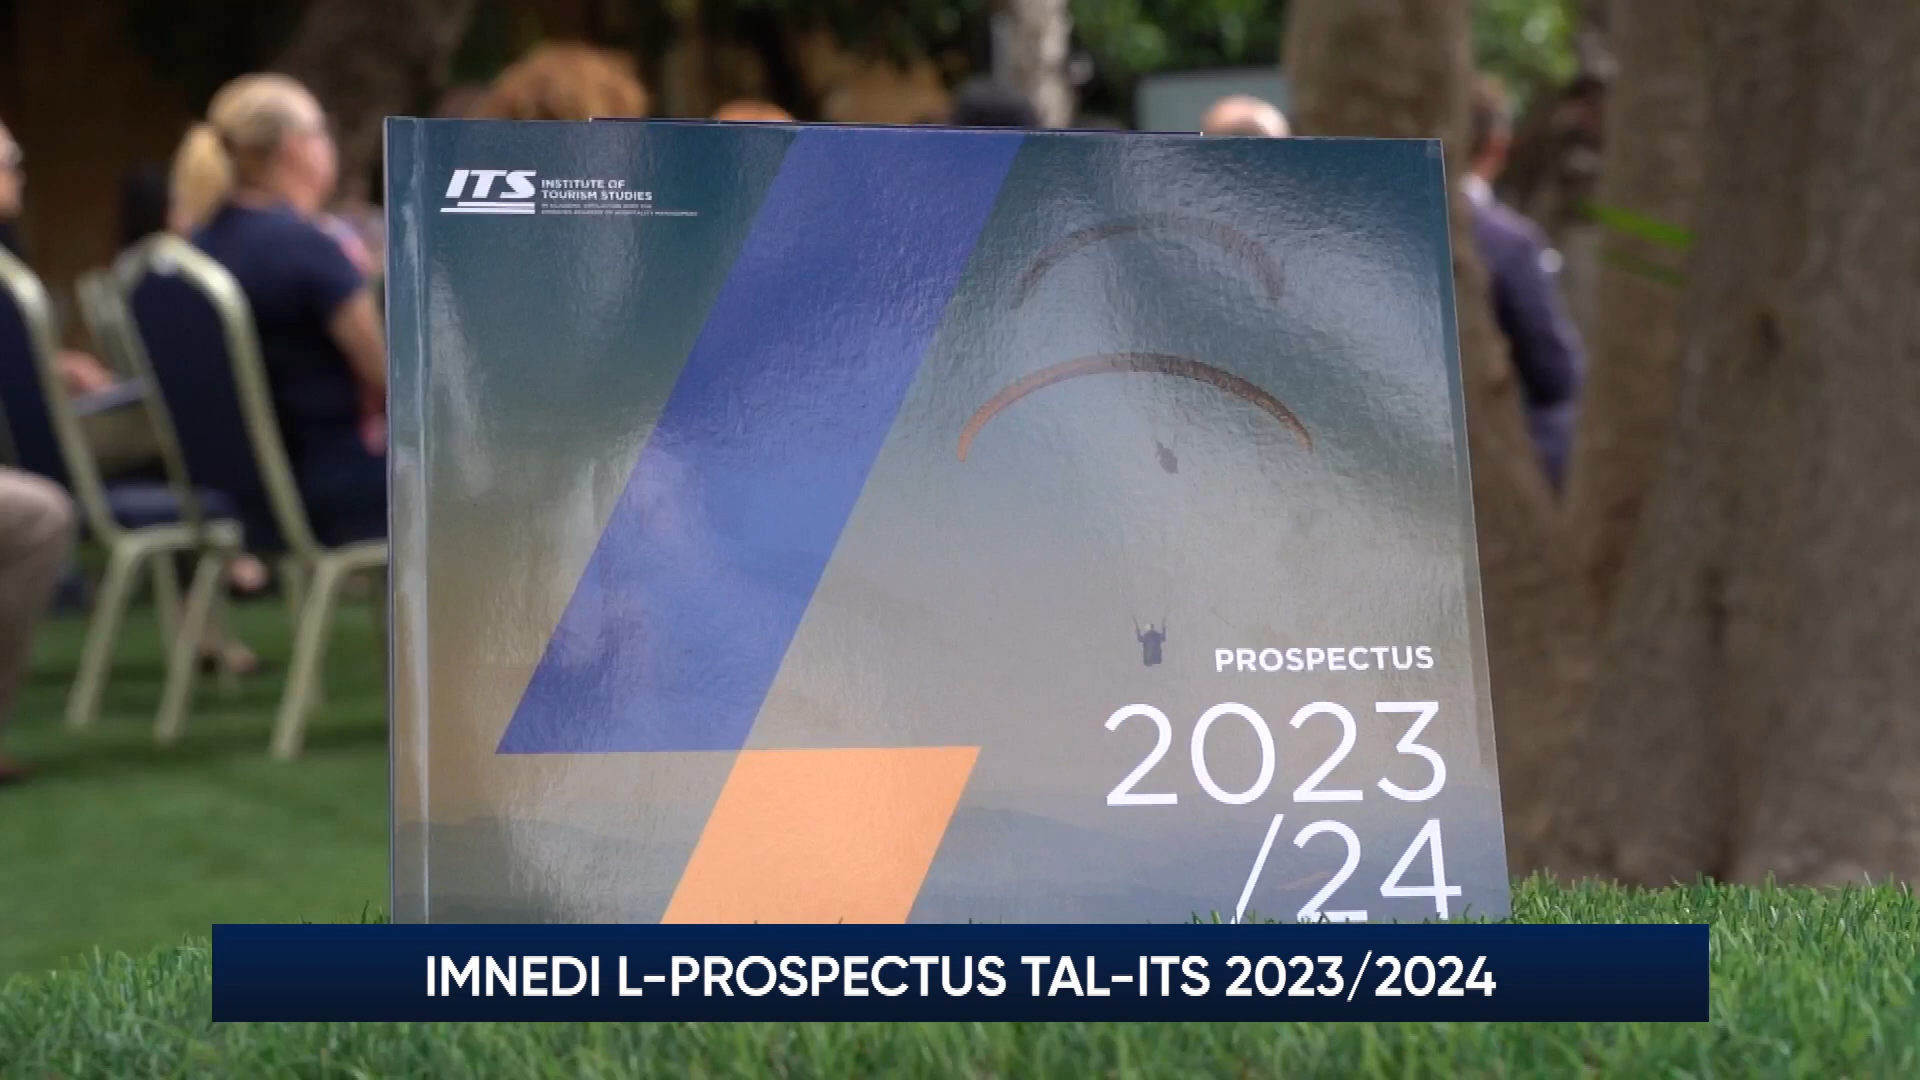 ITS
INSTITUTE OF
TOURISM STUDIES
PROSPECTUS
2023
/24
IMNEDI L-PROSPECTUS TAL-ITS 2023/2024